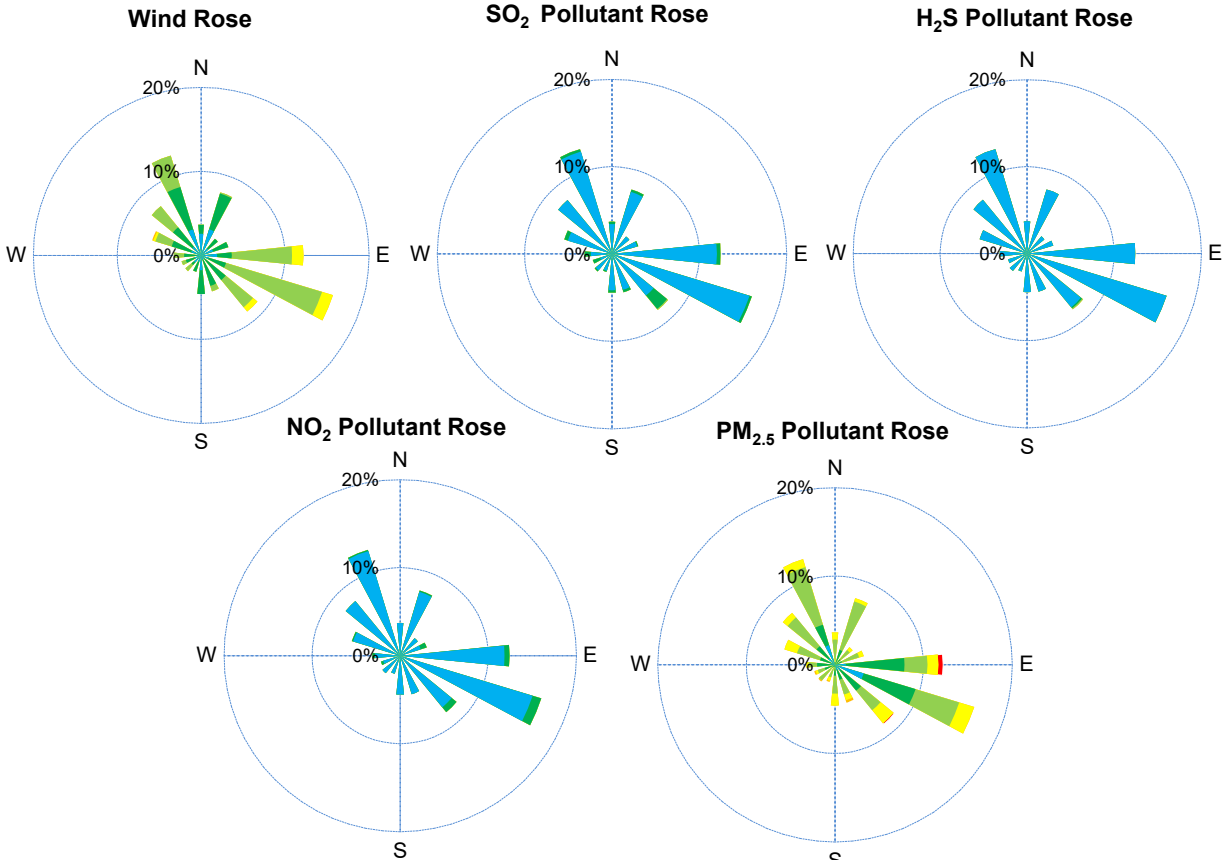 Wind Rose
N
20%
10%
0%
W
E
S
SO2 Pollutant Rose
N
20%
10%
0%
W
E
S
H2S Pollutant Rose
N
20%
10%
0%
W
E
S
NO2 Pollutant Rose
N
20%
10%
0%
W
E
S
PM2.5 Pollutant Rose
N
20%
10%
0%
W
E
S